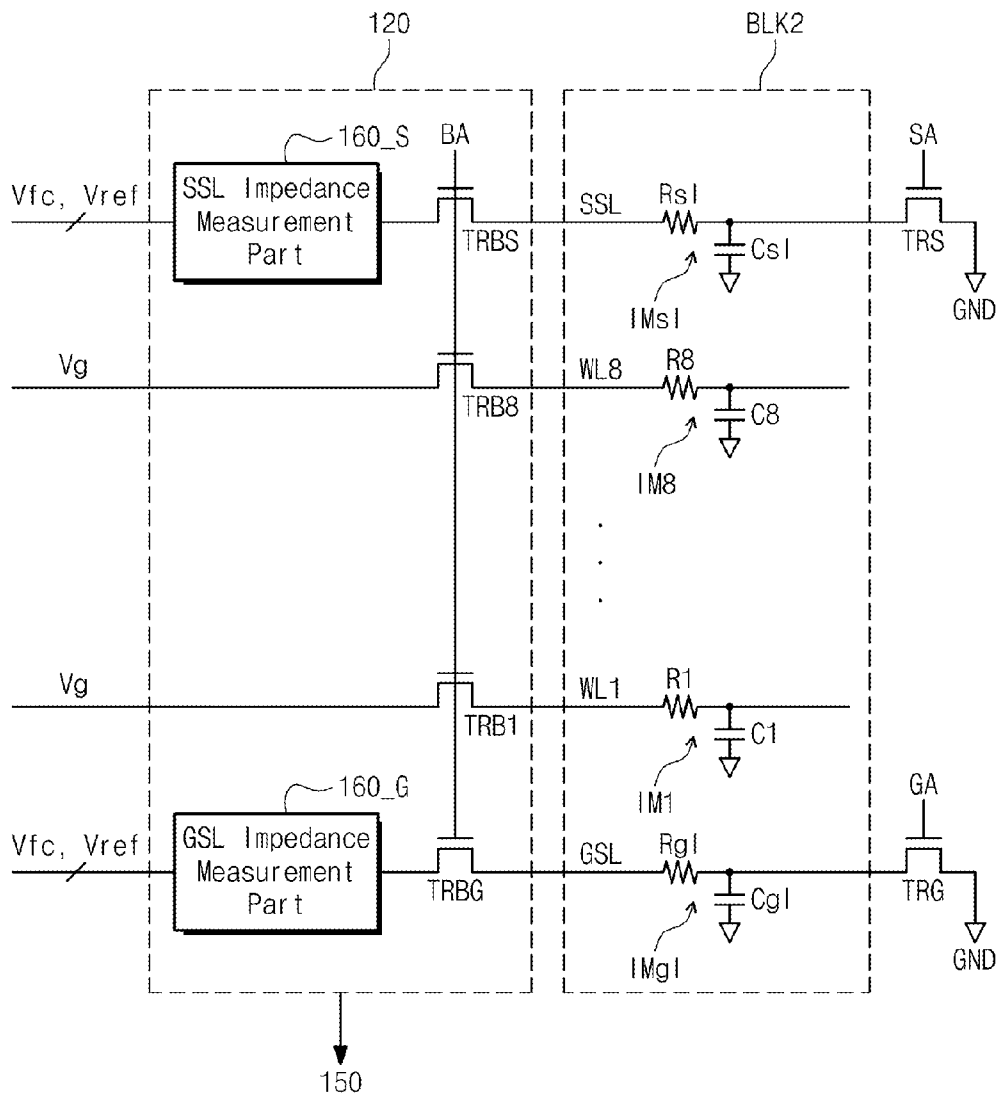 120
BLK2
160_S
BA
SA
Vfc, Vref
SSL Impedance
Measurement
Part
TRBS
SSL
Rsl
Csl
IMsl
TRS
GND
Vg
TRB8
WL8
R8
C8
IM8
.
.
.
Vg
TRB1
WL1
R1
C1
IM1
160_G
GA
Vfc, Vref
GSL Impedance
Measurement
Part
TRBG
GSL
Rgl
Cgl
IMgl
TRG
GND
150